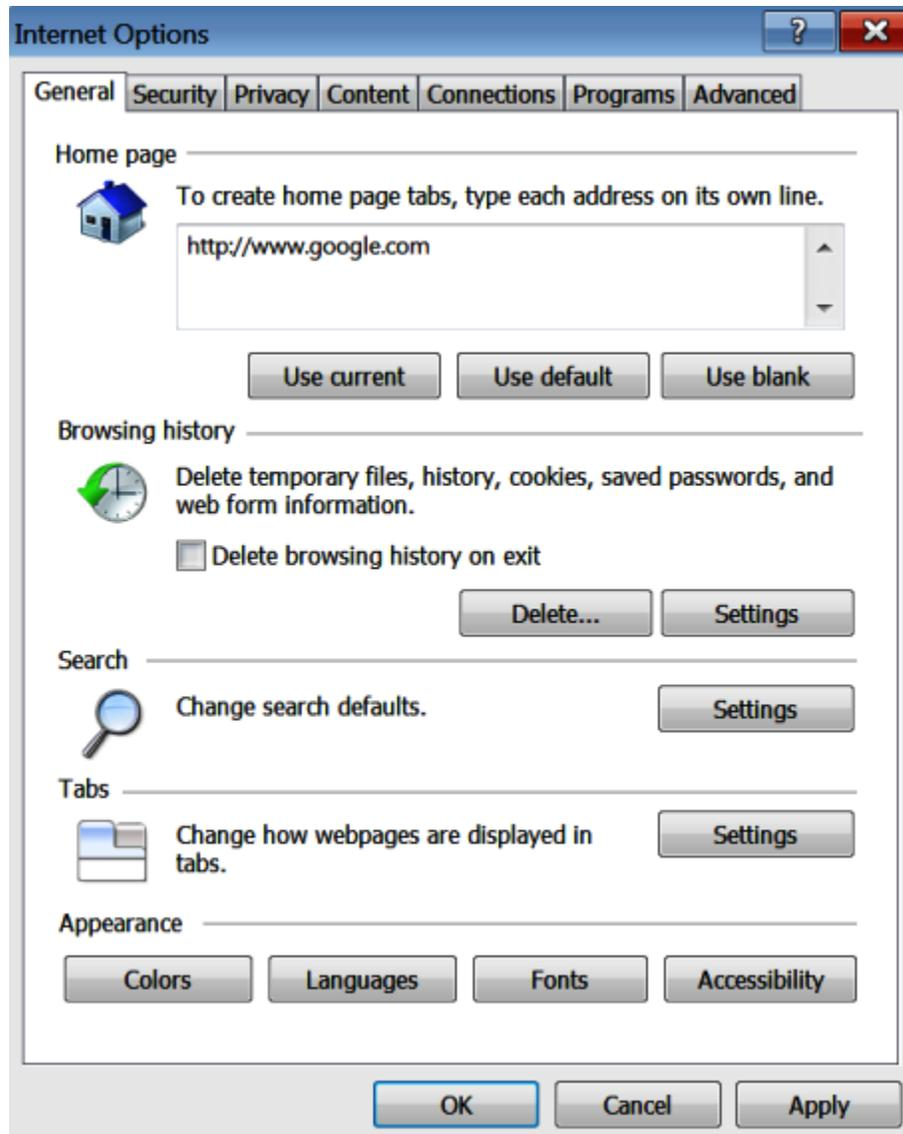 Internet Options
?
General Security Privacy Content Connections Programs Advanced
Home page
To create home page tabs, type each address on its own line.
http://www.google.com
Use current Use default Use blank
Browsing history
Delete temporary files, history, cookies, saved passwords, and
web form information.
Delete browsing history on exit
Delete... Settings
Search
Change search defaults.
Settings
Tabs
Change how webpages are displayed in
tabs.
Settings
Appearance
Colors Languages Fonts Accessibility
OK Cancel Apply